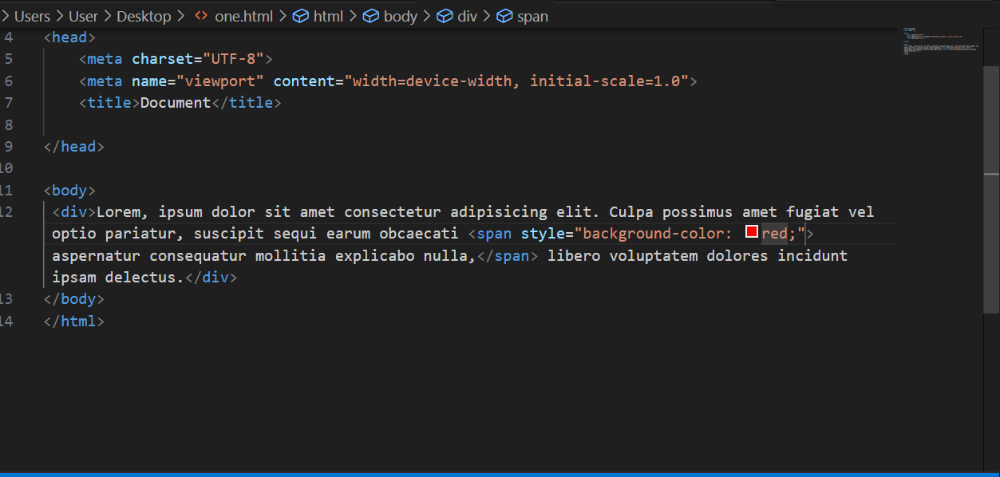 Users > User > Desktop > one.html > html > body > div > span
4 <head>
5 <meta charset="UTF-8">
6 <meta name="viewport" content="width=device-width, initial-scale=1.0">
7 <title>Document</title>
8
9 </head>
10
11 <body>
12 <div>Lorem, ipsum dolor sit amet consectetur adipisicing elit. Culpa possimus amet fugiat vel
optio pariatur, suscipit sequi earum obcaecati <span style="background-color: red;">
aspernatur consequatur mollitia explicabo nulla,</span> libero voluptatem dolores incidunt
ipsam delectus.</div>
13 </body>
14 </html>